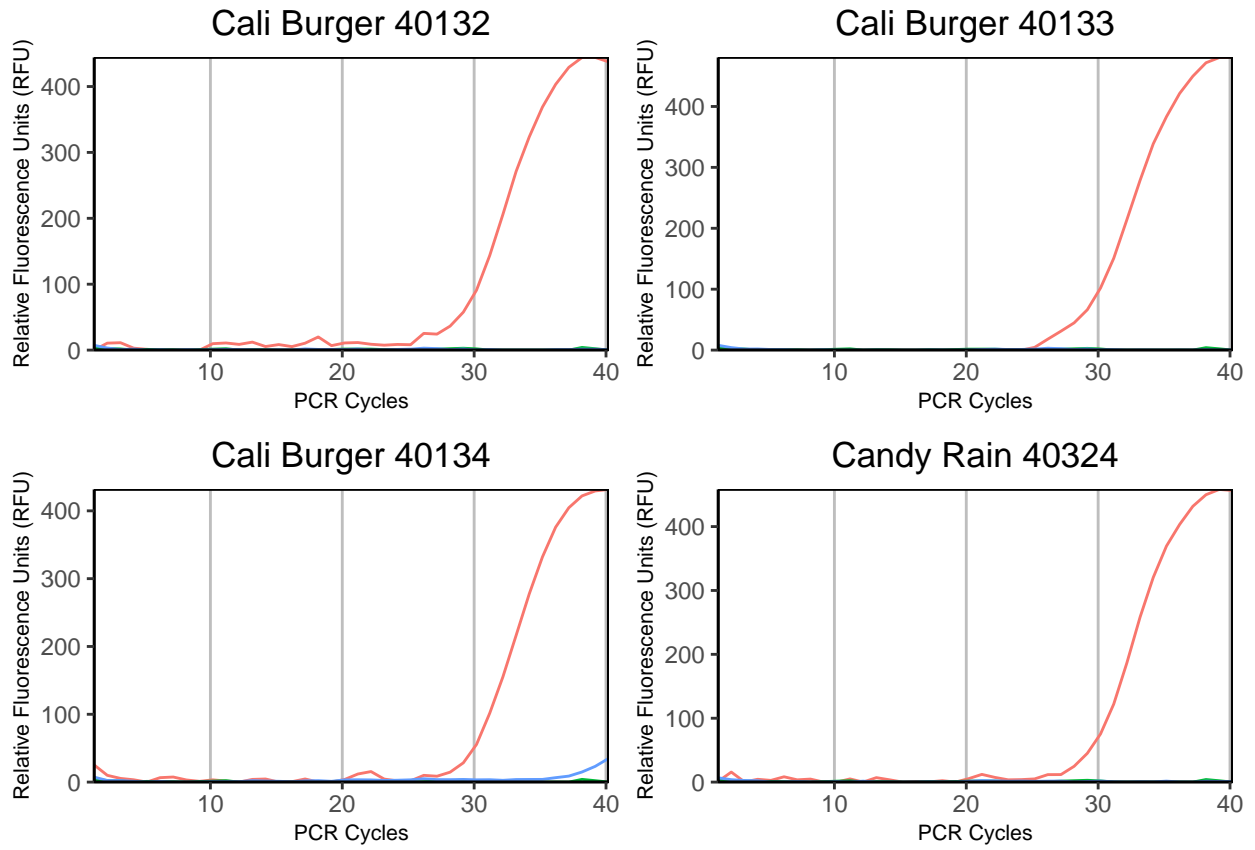 Cali Burger 40132
Relative Fluorescence Units (RFU)
400
300
200
100
0
10 20 30 40
PCR Cycles
Cali Burger 40133
Relative Fluorescence Units (RFU)
400
300
200
100
0
10 20 30 40
PCR Cycles
Cali Burger 40134
Relative Fluorescence Units (RFU)
400
300
200
100
0
10 20 30 40
PCR Cycles
Candy Rain 40324
Relative Fluorescence Units (RFU)
400
300
200
100
0
10 20 30 40
PCR Cycles